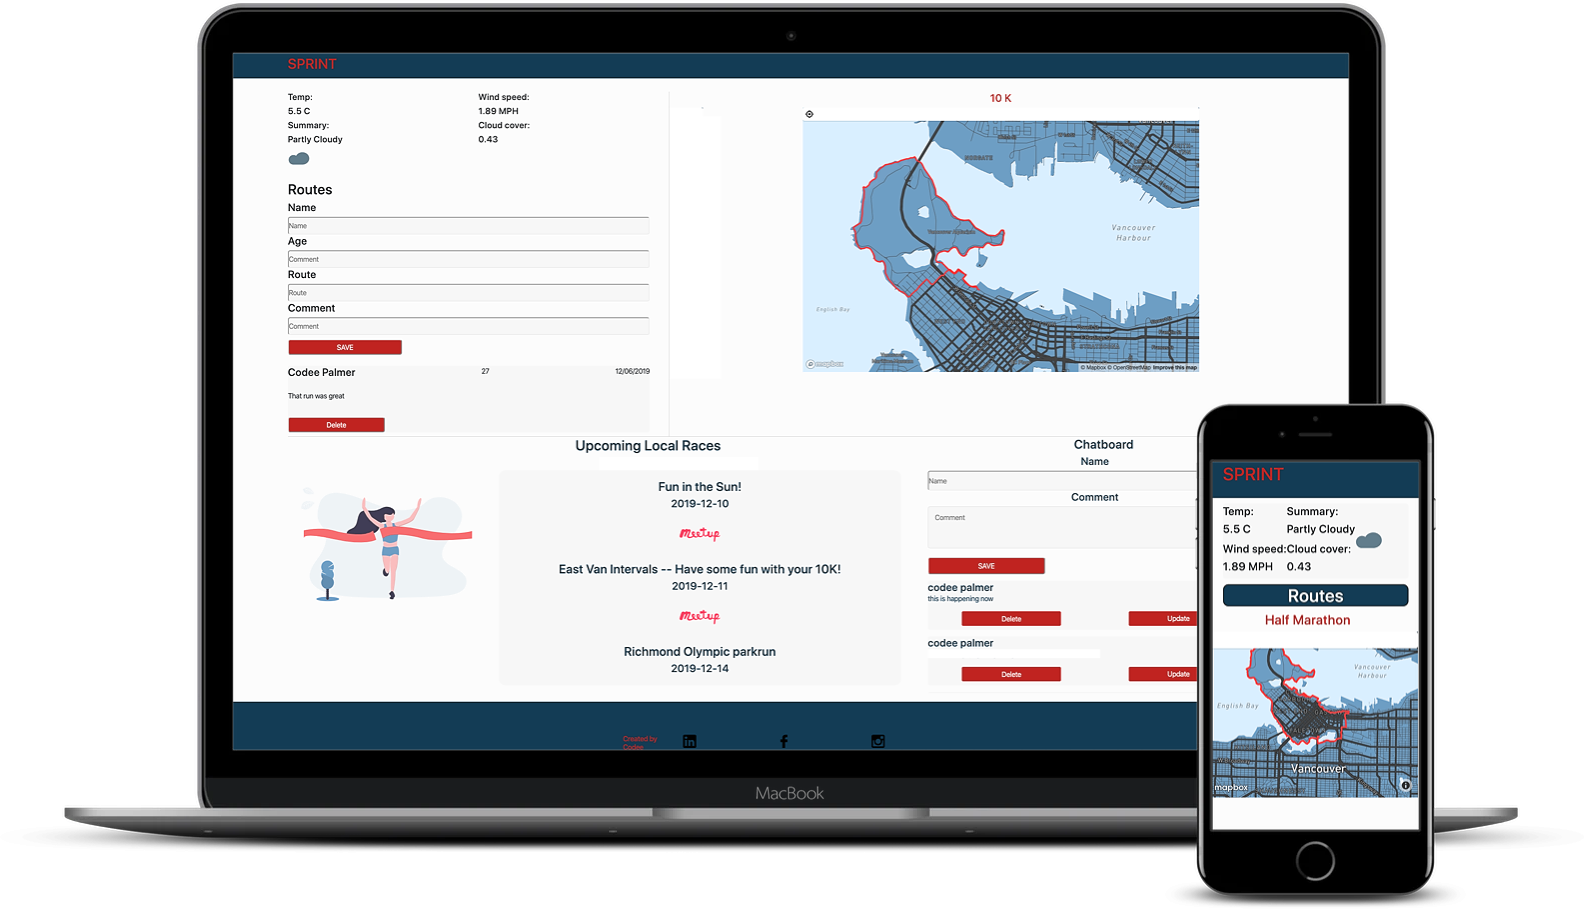 SPRINT
Temp:
5.5 C
Summary:
Partly Cloudy
Wind speed:
1.89 MPH
Cloud cover:
0.43
Routes
Name
Name
Age
Comment
Route
Route
Comment
Comment
SAVE
Codee Palmer 27 12/06/2019
That run was great
Delete
10 K
Vancouver
Harbour
English Bay
mapbox
© Mapbox © OpenStreetMap Improve this map
Upcoming Local Races
Fun in the Sun!
2019-12-10
meetup
East Van Intervals -- Have some fun with your 10K!
2019-12-11
meetup
Richmond Olympic parkrun
2019-12-14
Chatboard
Name
Name
Comment
Comment
SAVE
codee palmer
this is happening now
Delete Update
codee palmer
Delete Update
Created by
Codee
MacBook
SPRINT
Temp:
5.5 C
Summary:
Partly Cloudy
Wind speed:
1.89 MPH
Cloud cover:
0.43
Routes
Half Marathon
Vancouver
Harbour
English Bay
Vancouver
mapbox